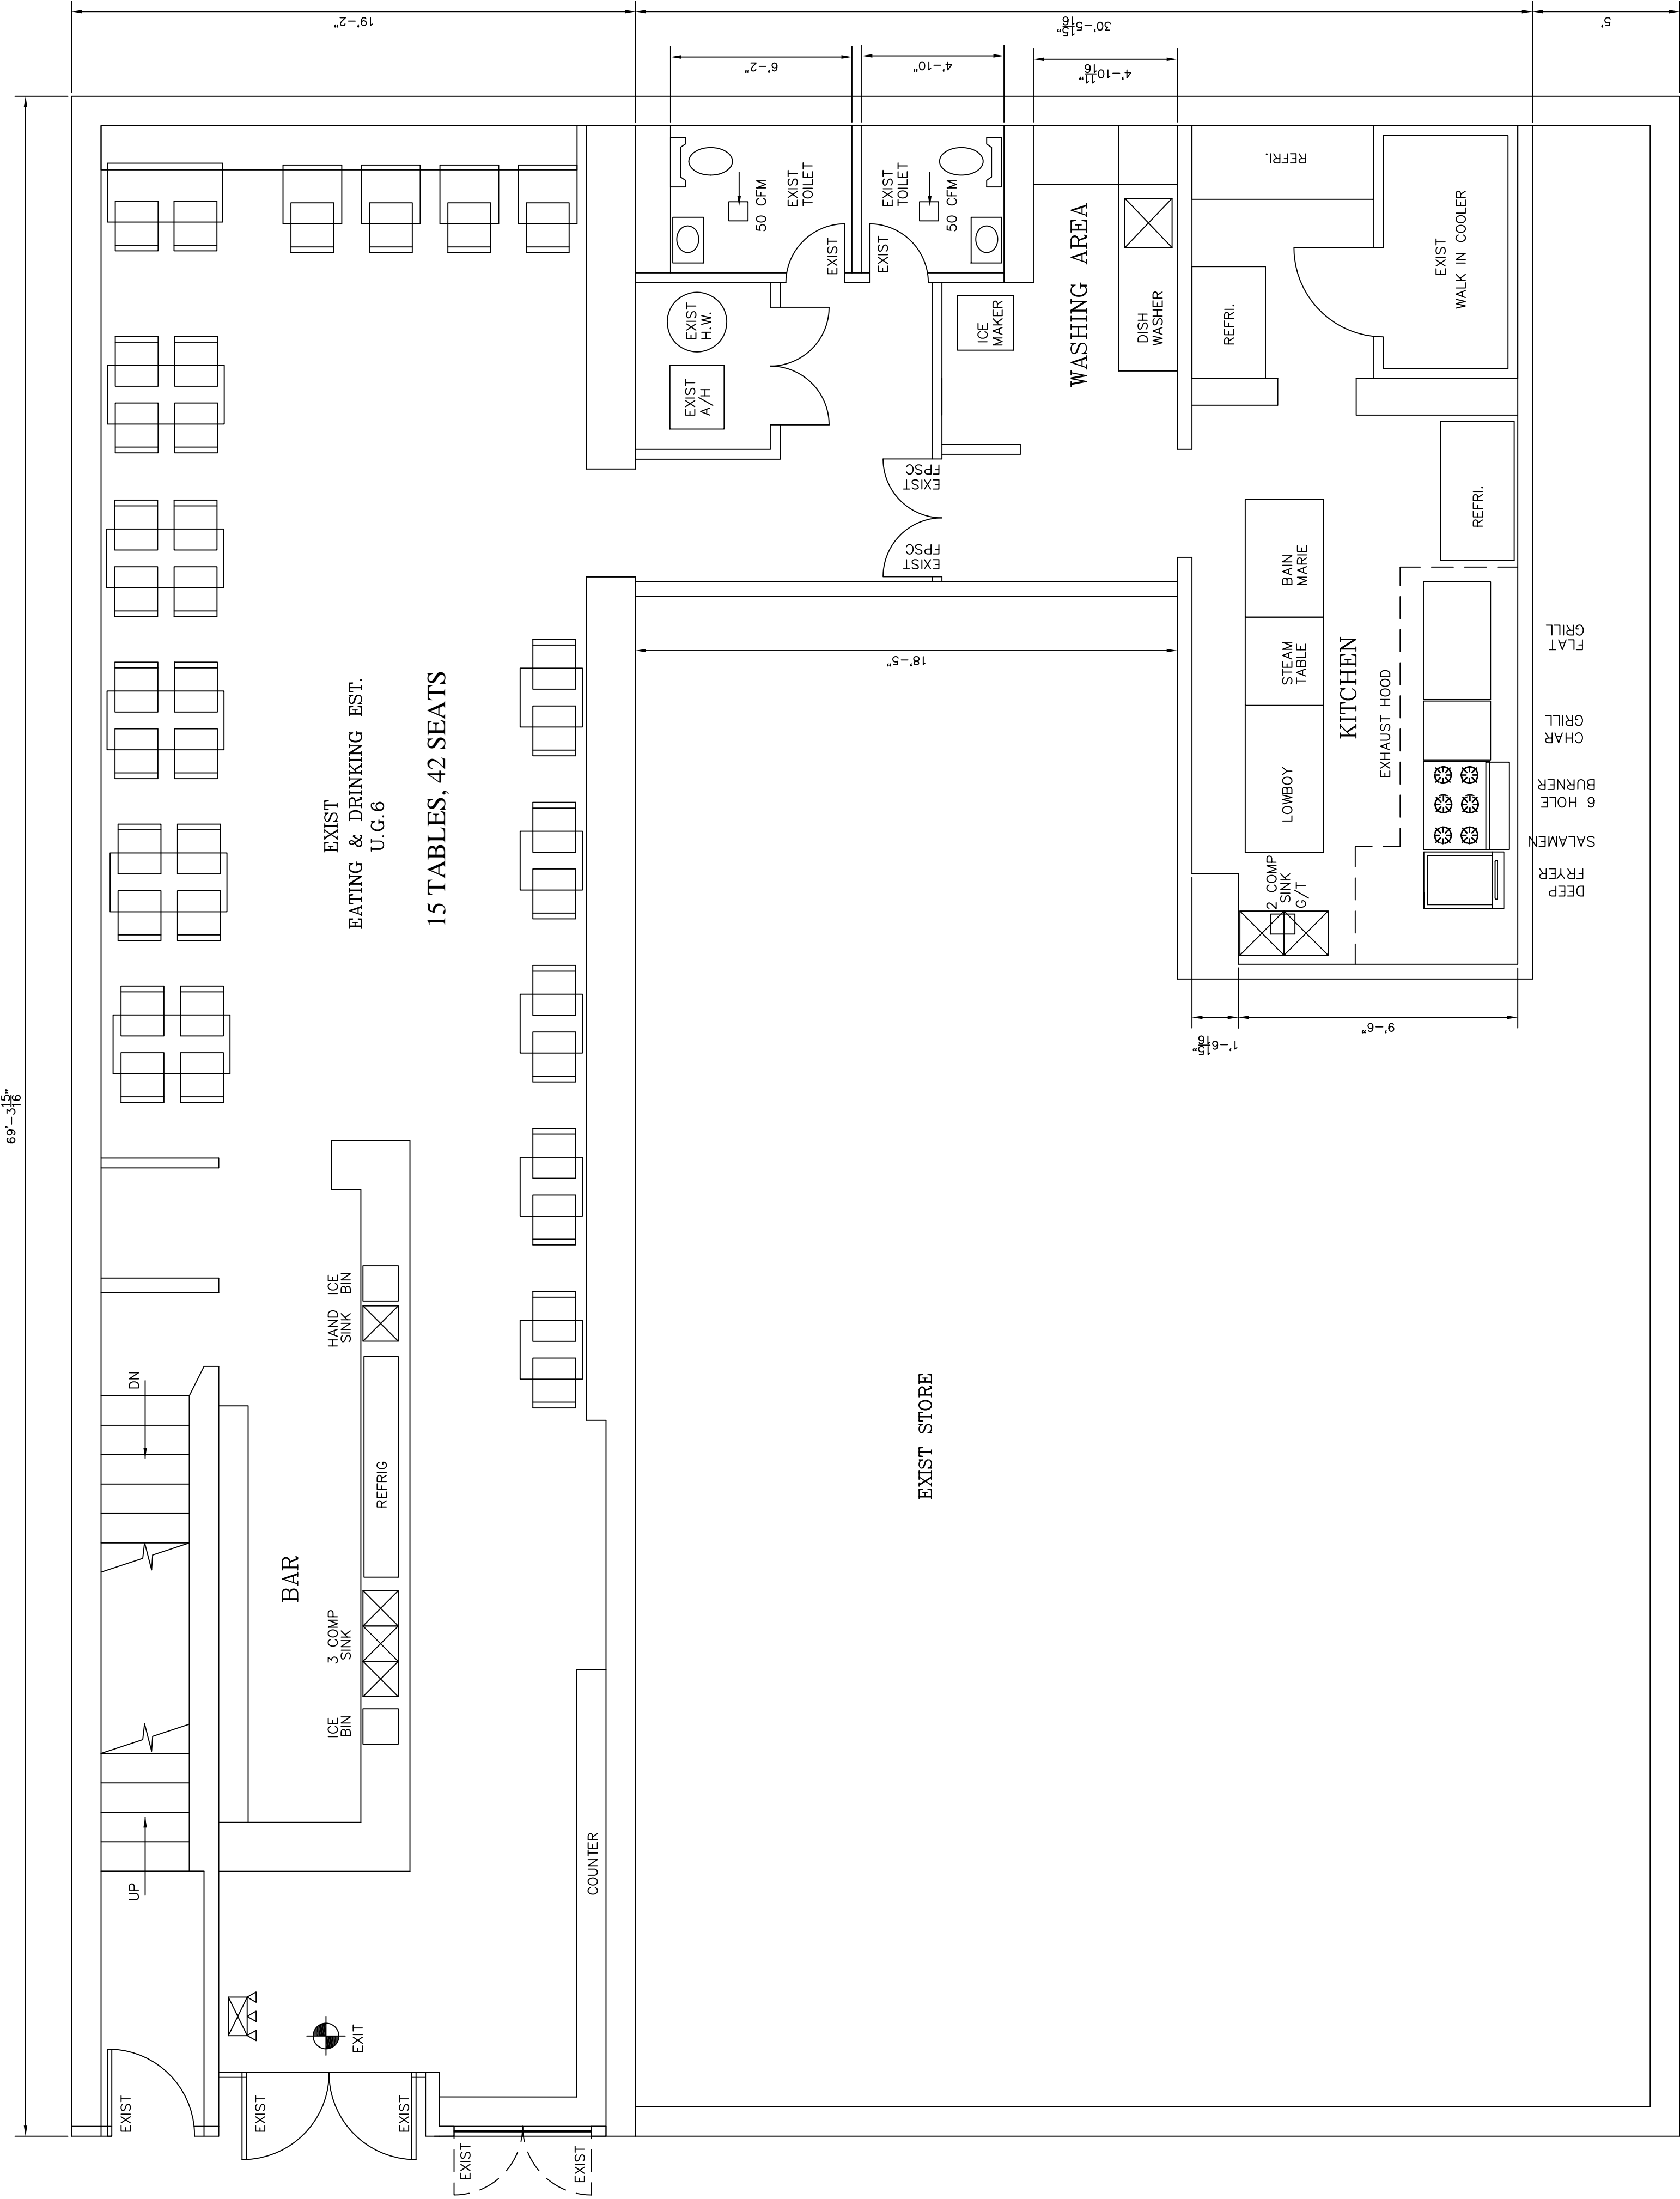 19'-2"
30'-5 15/16"
5'
6'-2"
4'-10"
4'-10 11/16"
69'-3 15/16"
50 CFM
EXIST
TOILET
EXIST
EXIST
TOILET
50 CFM
EXIST
EXIST
H.W.
EXIST
A/H
ICE
MAKER
WASHING AREA
DISH
WASHER
REFRI.
REFRI.
EXIST
WALK IN COOLER
REFRI.
EXIST
FPSC
EXIST
FPSC
BAIN
MARIE
STEAM
TABLE
LOWBOY
KITCHEN
EXHAUST HOOD
2 COMP
SINK
G/T
FLAT
GRILL
CHAR
GRILL
6 HOLE
BURNER
SALAMEN
DEEP
FRYER
18'-5"
1'-6 15/16"
9'-6"
EXIST
EATING & DRINKING EST.
U.G.6
15 TABLES, 42 SEATS
HAND
SINK
ICE
BIN
REFRIG
BAR
3 COMP
SINK
ICE
BIN
DN
UP
COUNTER
EXIST STORE
EXIT
EXIST
EXIST
EXIST
EXIST
EXIST